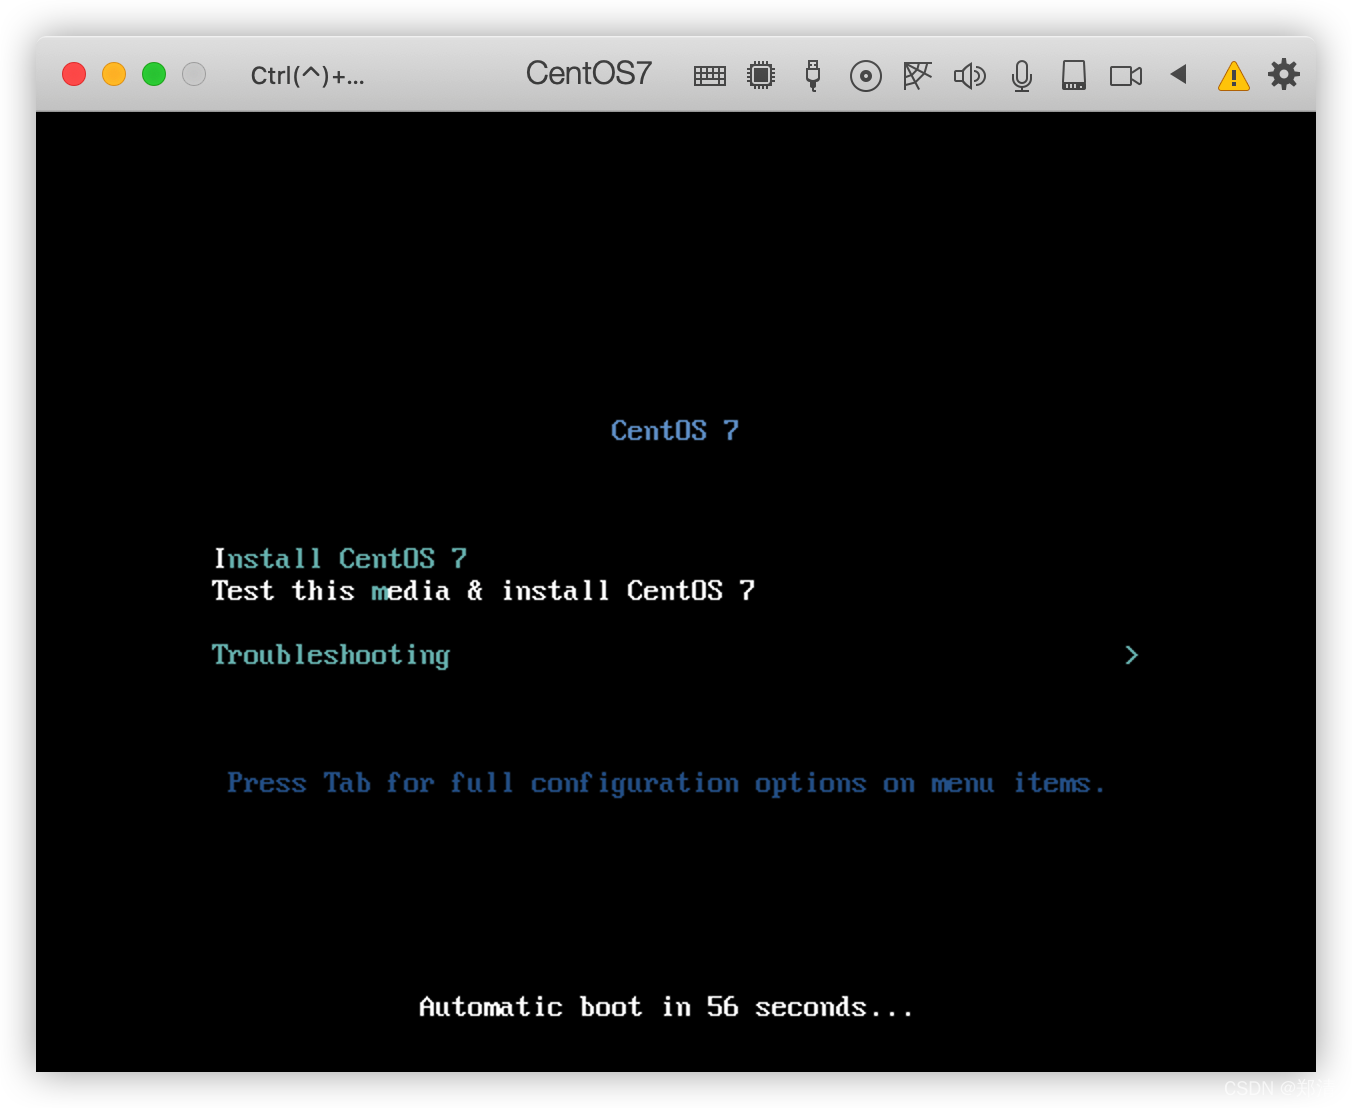 Ctrl(^)+...
CentOS7
CentOS 7
Install CentOS 7
Test this media & install CentOS 7
Troubleshooting >
Press Tab for full configuration options on menu items.
Automatic boot in 56 seconds...
CSDN @郑